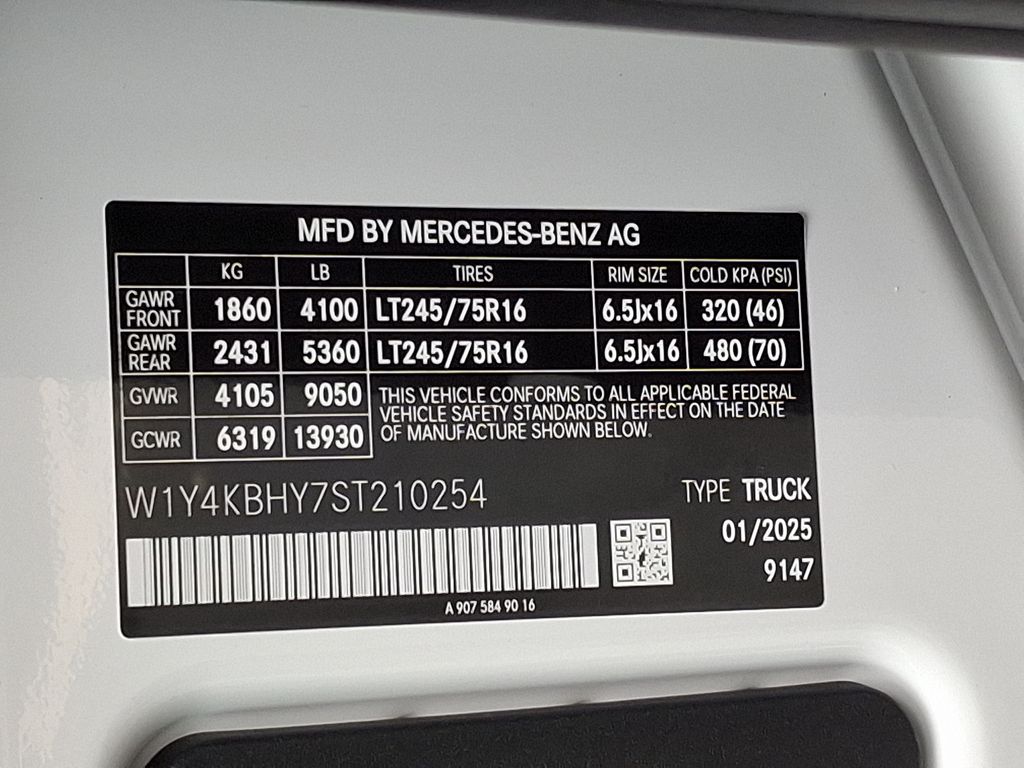 MFD BY MERCEDES-BENZ AG
KG LB TIRES RIM SIZE COLD KPA (PSI)
GAWR FRONT 1860 4100 LT245/75R16 6.5Jx16 320 (46)
GAWR REAR 2431 5360 LT245/75R16 6.5Jx16 480 (70)
GVWR 4105 9050
GCWR 6319 13930
THIS VEHICLE CONFORMS TO ALL APPLICABLE FEDERAL
VEHICLE SAFETY STANDARDS IN EFFECT ON THE DATE
OF MANUFACTURE SHOWN BELOW.
W1Y4KBHY7ST210254 TYPE TRUCK
01/2025
9147
A 907 584 90 16